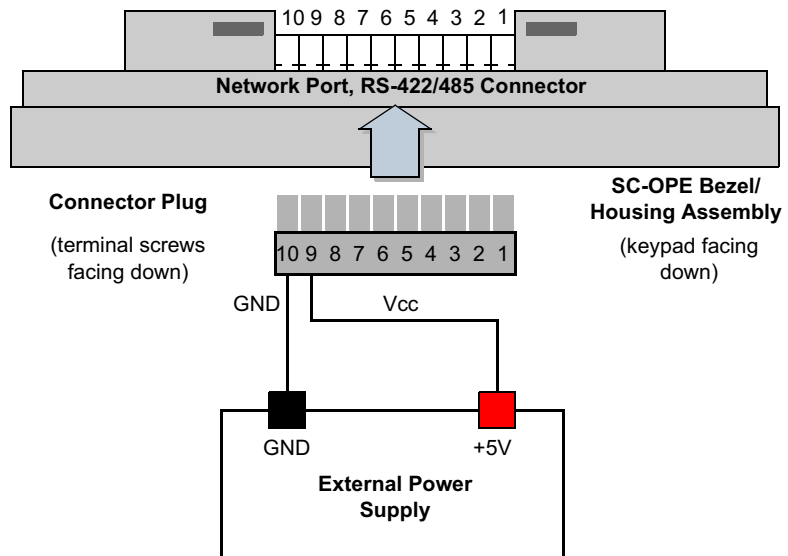 10 9 8 7 6 5 4 3 2 1
Network Port, RS-422/485 Connector
Connector Plug
(terminal screws
facing down)
SC-OPE Bezel/
Housing Assembly
(keypad facing
down)
10 9 8 7 6 5 4 3 2 1
GND
Vcc
GND
+5V
External Power
Supply